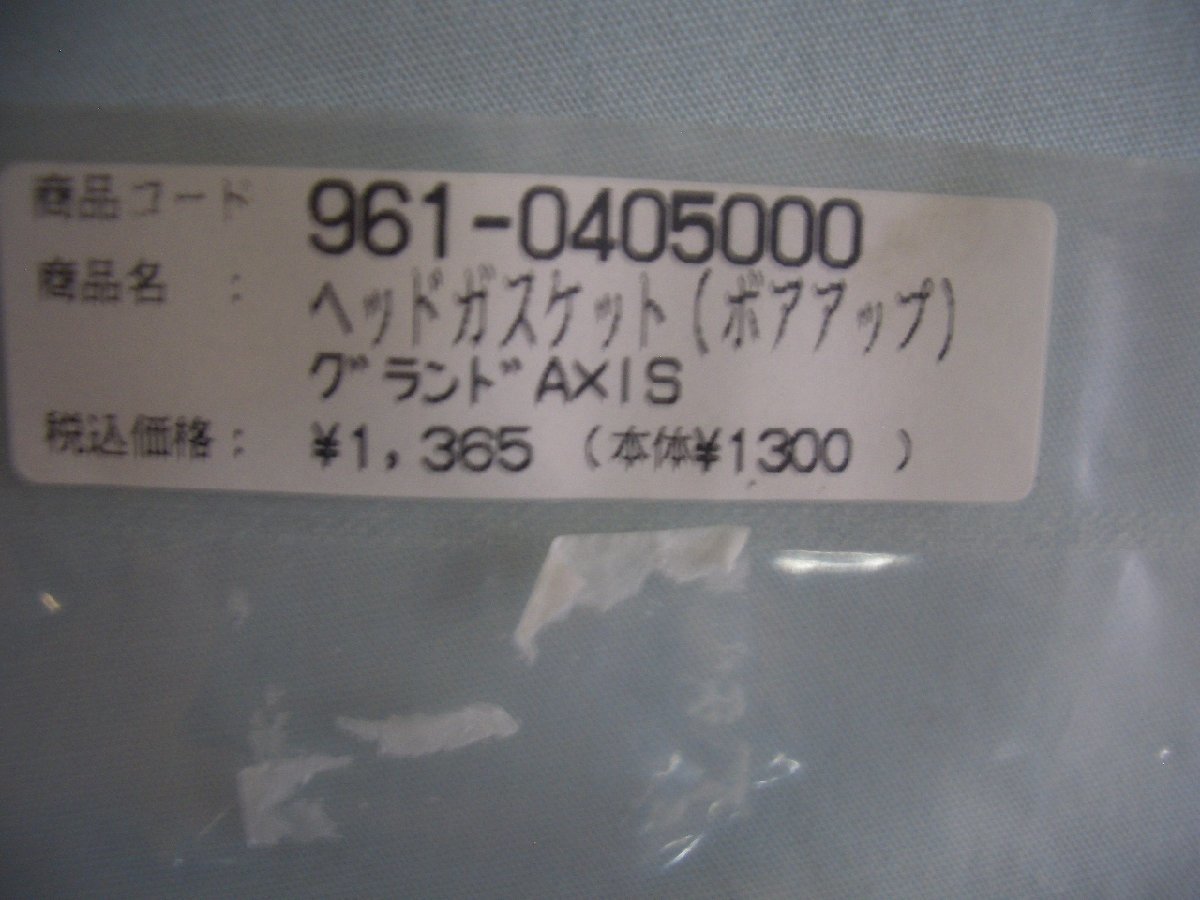 商品コード 961-0405000
商品名 : ヘッドガスケット(ボアアップ)
グランドAXIS
税込価格: ¥1,365 (本体¥1300 )